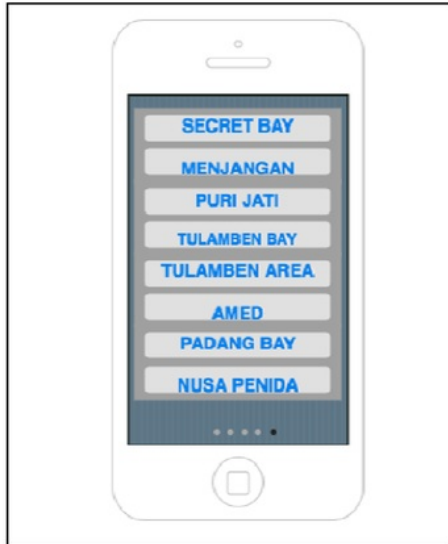 SECRET BAY
MENJANGAN
PURI JATI
TULAMBEN BAY
TULAMBEN AREA
AMED
PADANG BAY
NUSA PENIDA